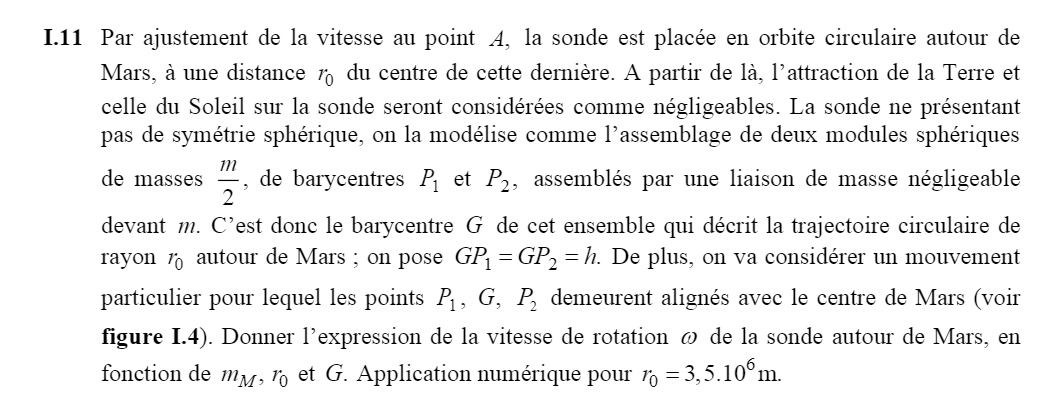 I.11 Par ajustement de la vitesse au point A, la sonde est placée en orbite circulaire autour de
Mars, à une distance r₀ du centre de cette dernière. A partir de là, l'attraction de la Terre et
celle du Soleil sur la sonde seront considérées comme négligeables. La sonde ne présentant
pas de symétrie sphérique, on la modélise comme l'assemblage de deux modules sphériques
de masses m/2, de barycentres P₁ et P₂, assemblés par une liaison de masse négligeable
devant m. C'est donc le barycentre G de cet ensemble qui décrit la trajectoire circulaire de
rayon r₀ autour de Mars ; on pose GP₁ = GP₂ = h. De plus, on va considérer un mouvement
particulier pour lequel les points P₁, G, P₂ demeurent alignés avec le centre de Mars (voir
figure I.4). Donner l'expression de la vitesse de rotation ω de la sonde autour de Mars, en
fonction de m_M, r₀ et G. Application numérique pour r₀ = 3,5.10⁶ m.